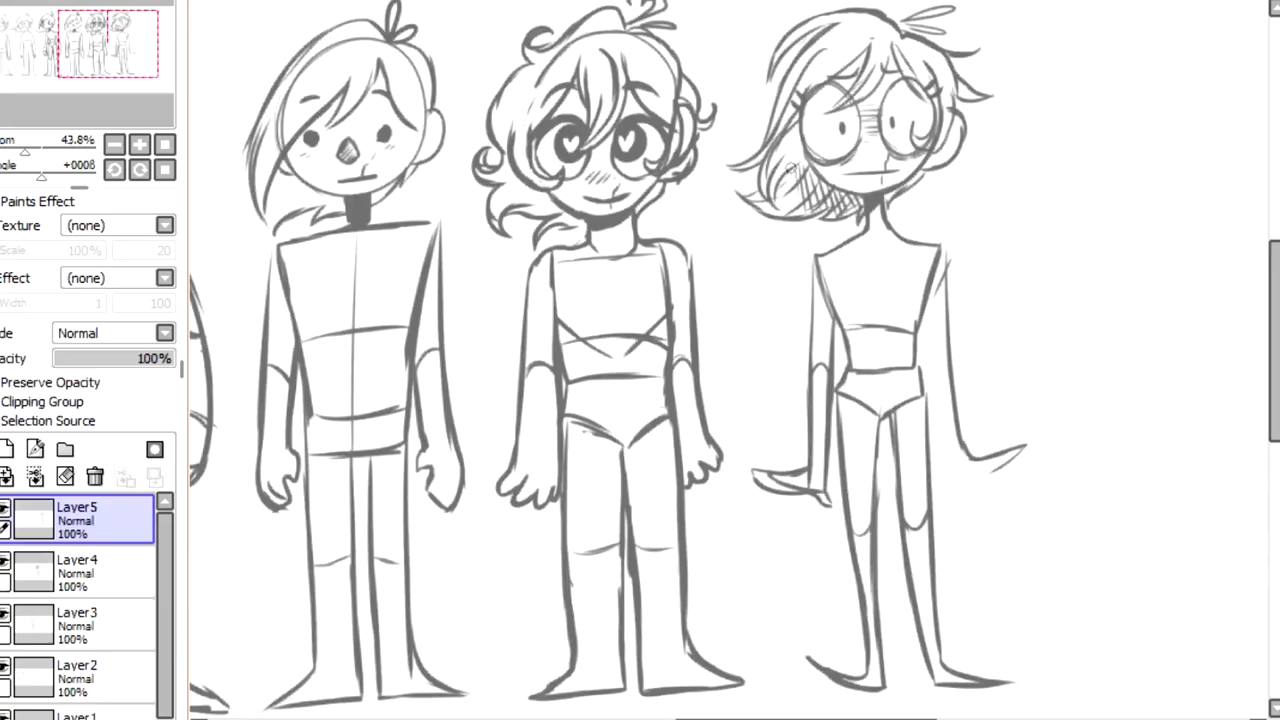 om 43.8%
gle +000ß
Paints Effect
Texture (none)
Scale 100% 20
Effect (none)
Width 1 100
de Normal
acity 100%
Preserve Opacity
Clipping Group
Selection Source
Layer5
Normal
100%
Layer4
Normal
100%
Layer3
Normal
100%
Layer2
Normal
100%
Layer1